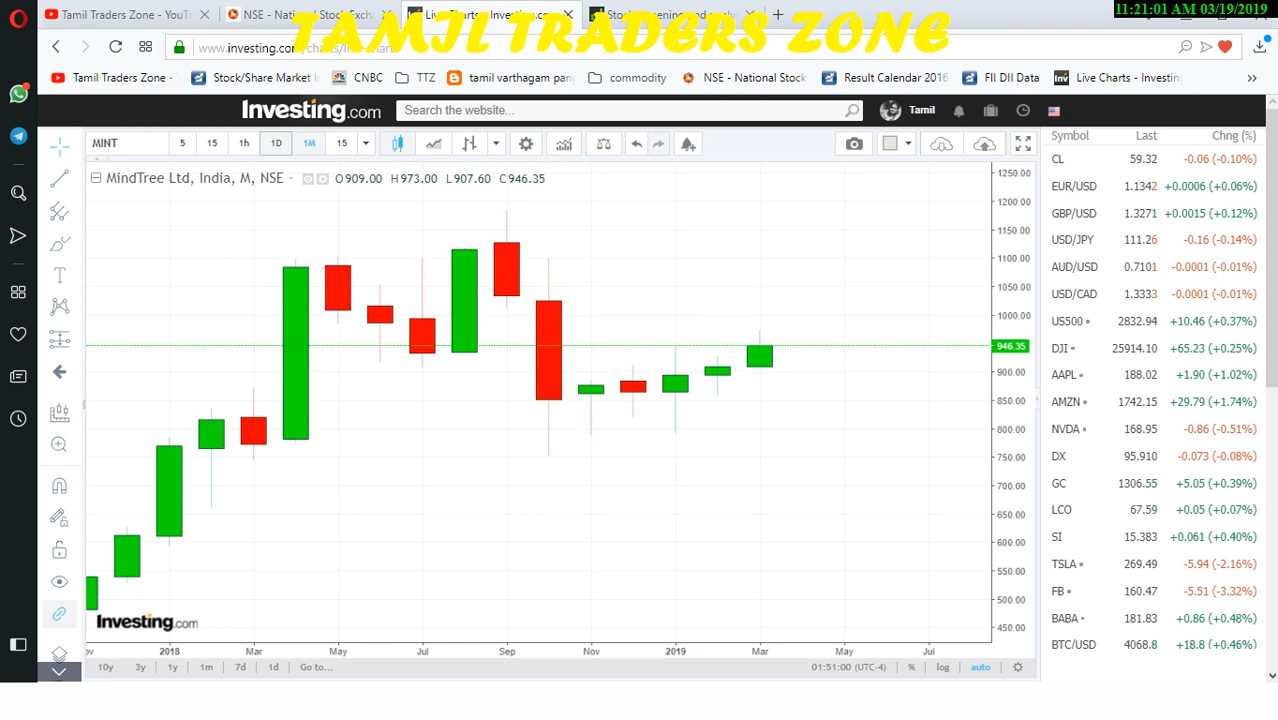 11:21:01 AM 03/19/2019
Tamil Traders Zone - YouTu
NSE - National Stock Exch
Live Charts - Investing.com
TAMIL TRADERS ZONE
www.investing.com/charts/live-charts
Tamil Traders Zone -
Stock/Share Market I
CNBC
TTZ
tamil varthagam pang
commodity
NSE - National Stock
Result Calendar 2016
FII DII Data
Live Charts - Investin
Investing.com
Search the website...
Tamil
MINT
5
15
1h
1D
1M
15
MindTree Ltd, India, M, NSE
O909.00 H973.00 L907.60 C946.35
1250.00
1200.00
1150.00
1100.00
1050.00
1000.00
946.35
900.00
850.00
800.00
750.00
700.00
650.00
600.00
550.00
500.00
450.00
Investing.com
2018 Mar May Jul Sep Nov 2019 Mar May Jul
10y 3y 1y 1m 7d 1d Go to...
01:51:00 (UTC-4) % log auto
Symbol Last Chng (%)
CL 59.32 -0.06 (-0.10%)
EUR/USD 1.1342 +0.0006 (+0.06%)
GBP/USD 1.3271 +0.0015 (+0.12%)
USD/JPY 111.26 -0.16 (-0.14%)
AUD/USD 0.7101 -0.0001 (-0.01%)
USD/CAD 1.3333 -0.0001 (-0.01%)
US500 2832.94 +10.46 (+0.37%)
DJI 25914.10 +65.23 (+0.25%)
AAPL 188.02 +1.90 (+1.02%)
AMZN 1742.15 +29.79 (+1.74%)
NVDA 168.95 -0.86 (-0.51%)
DX 95.910 -0.073 (-0.08%)
GC 1306.55 +5.05 (+0.39%)
LCO 67.59 +0.05 (+0.07%)
SI 15.383 +0.061 (+0.40%)
TSLA 269.49 -5.94 (-2.16%)
FB 160.47 -5.51 (-3.32%)
BABA 181.83 +0.86 (+0.48%)
BTC/USD 4068.8 +18.8 (+0.46%)